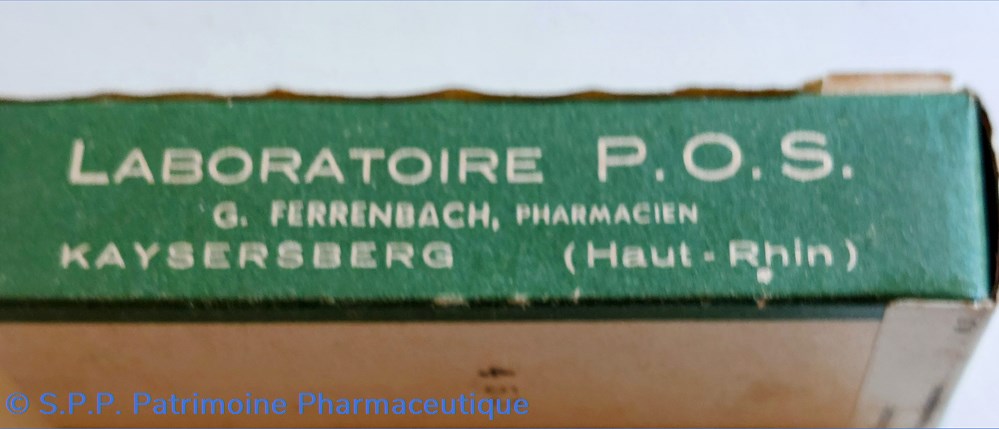 LABORATOIRE P.O.S.
G. FERRENBACH, PHARMACIEN
KAYSERSBERG (Haut-Rhin)
© S.P.P. Patrimoine Pharmaceutique